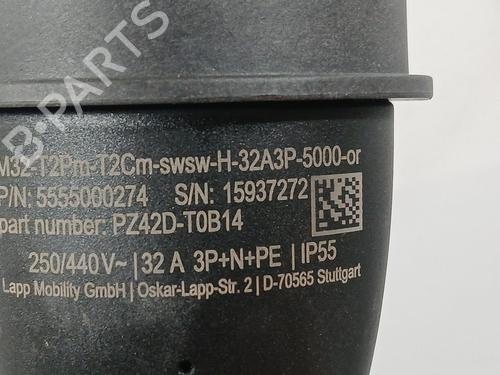 M32-T2Pm-T2Cm-swsw-H-32A3P-5000-or
P/N: 5555000274 S/N: 15937272
part number: PZ42D-T0B14
250/440V~ | 32 A 3P+N+PE | IP55
Lapp Mobility GmbH | Oskar-Lapp-Str. 2 | D-70565 Stuttgart